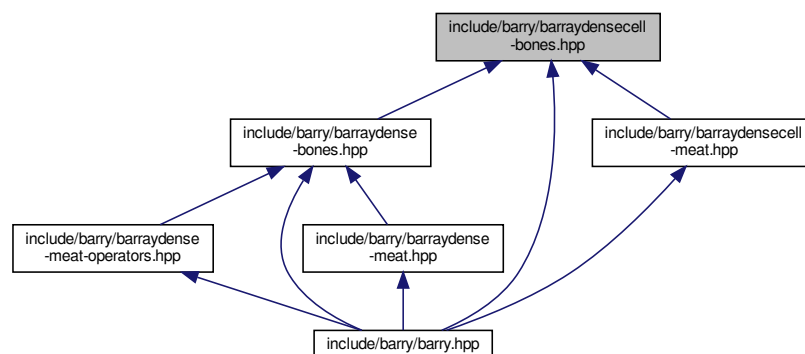 include/barry/barraydensecell
-bones.hpp
include/barry/barraydense
-bones.hpp
include/barry/barraydensecell
-meat.hpp
include/barry/barraydense
-meat-operators.hpp
include/barry/barraydense
-meat.hpp
include/barry/barry.hpp